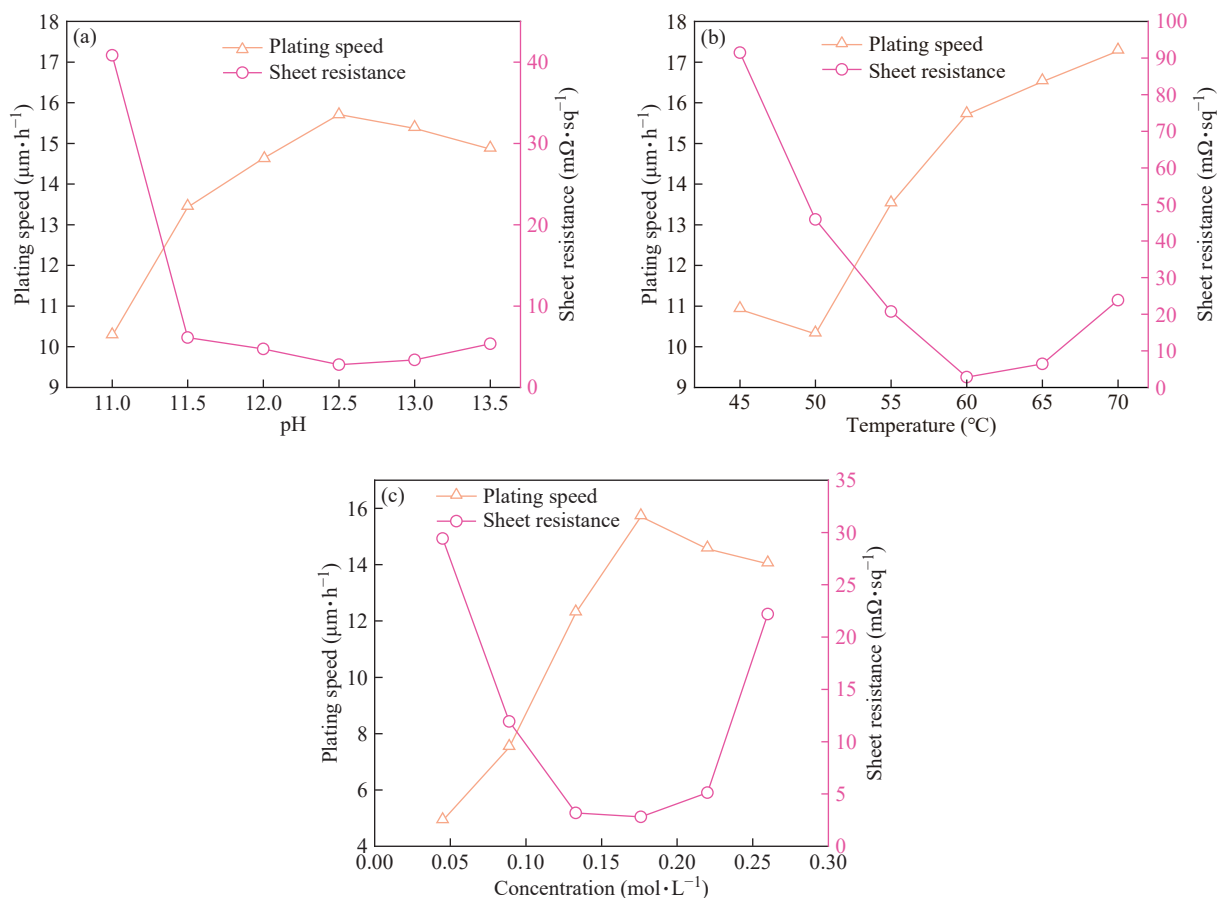 (a)
Plating speed
Sheet resistance
Plating speed (μm·h⁻¹)
18
17
16
15
14
13
12
11
10
9
Sheet resistance (mΩ·sq⁻¹)
40
30
20
10
0
11.0 11.5 12.0 12.5 13.0 13.5
pH
(b)
Plating speed
Sheet resistance
Plating speed (μm·h⁻¹)
18
17
16
15
14
13
12
11
10
9
Sheet resistance (mΩ·sq⁻¹)
100
90
80
70
60
50
40
30
20
10
0
45 50 55 60 65 70
Temperature (°C)
(c)
Plating speed
Sheet resistance
Plating speed (μm·h⁻¹)
16
14
12
10
8
6
4
Sheet resistance (mΩ·sq⁻¹)
35
30
25
20
15
10
5
0
0.00 0.05 0.10 0.15 0.20 0.25 0.30
Concentration (mol·L⁻¹)